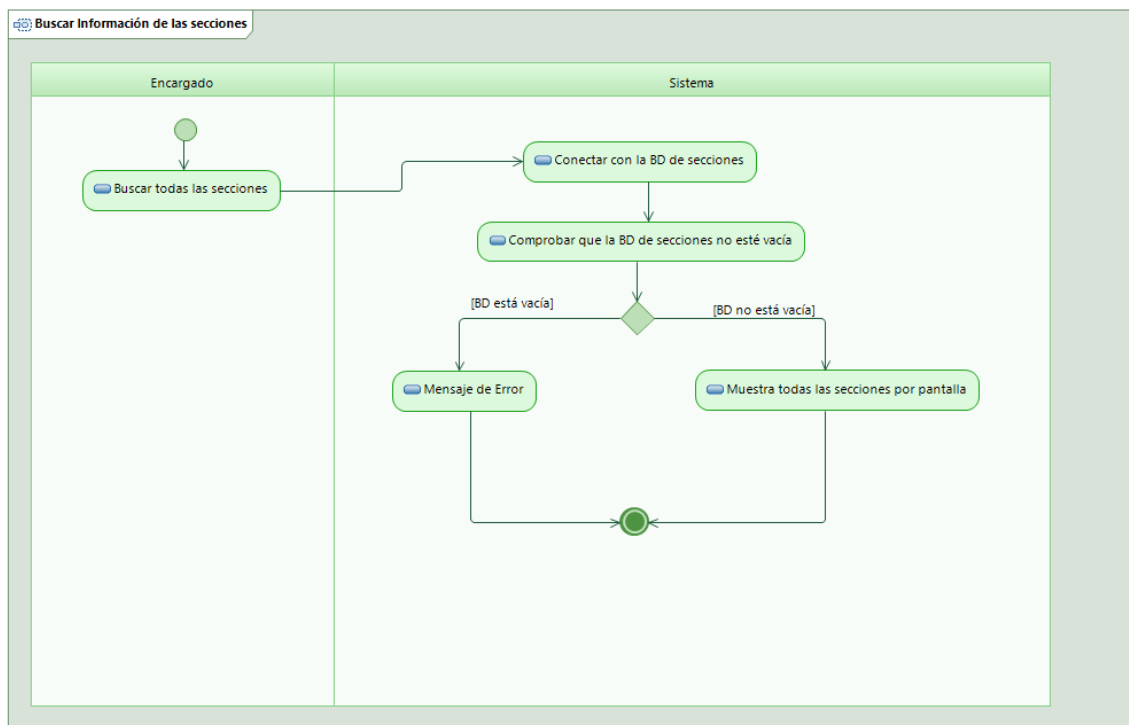 Buscar Información de las secciones
Encargado
Sistema
Buscar todas las secciones
Conectar con la BD de secciones
Comprobar que la BD de secciones no esté vacía
[BD está vacía]
[BD no está vacía]
Mensaje de Error
Muestra todas las secciones por pantalla